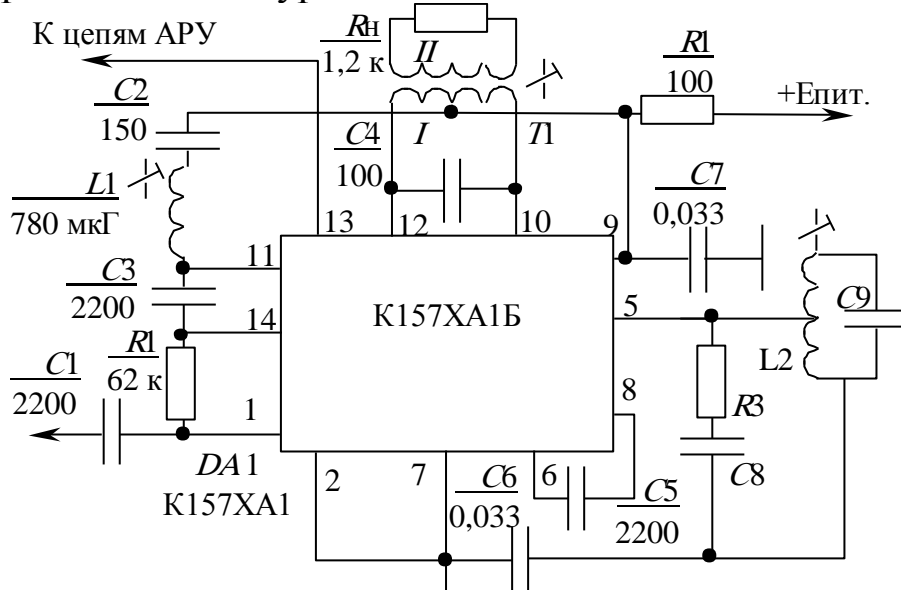 К цепям АРУ
Rн
1,2 к
II
R1
100
+Eпит.
C2
150
I
T1
C4
100
L1
780 мкГ
C7
0,033
13
12
10
9
11
C3
2200
14
К157ХА1Б
5
C9
L2
R1
62 к
C1
2200
1
8
R3
DA1
К157ХА1
2
7
6
C6
0,033
C5
2200
C8